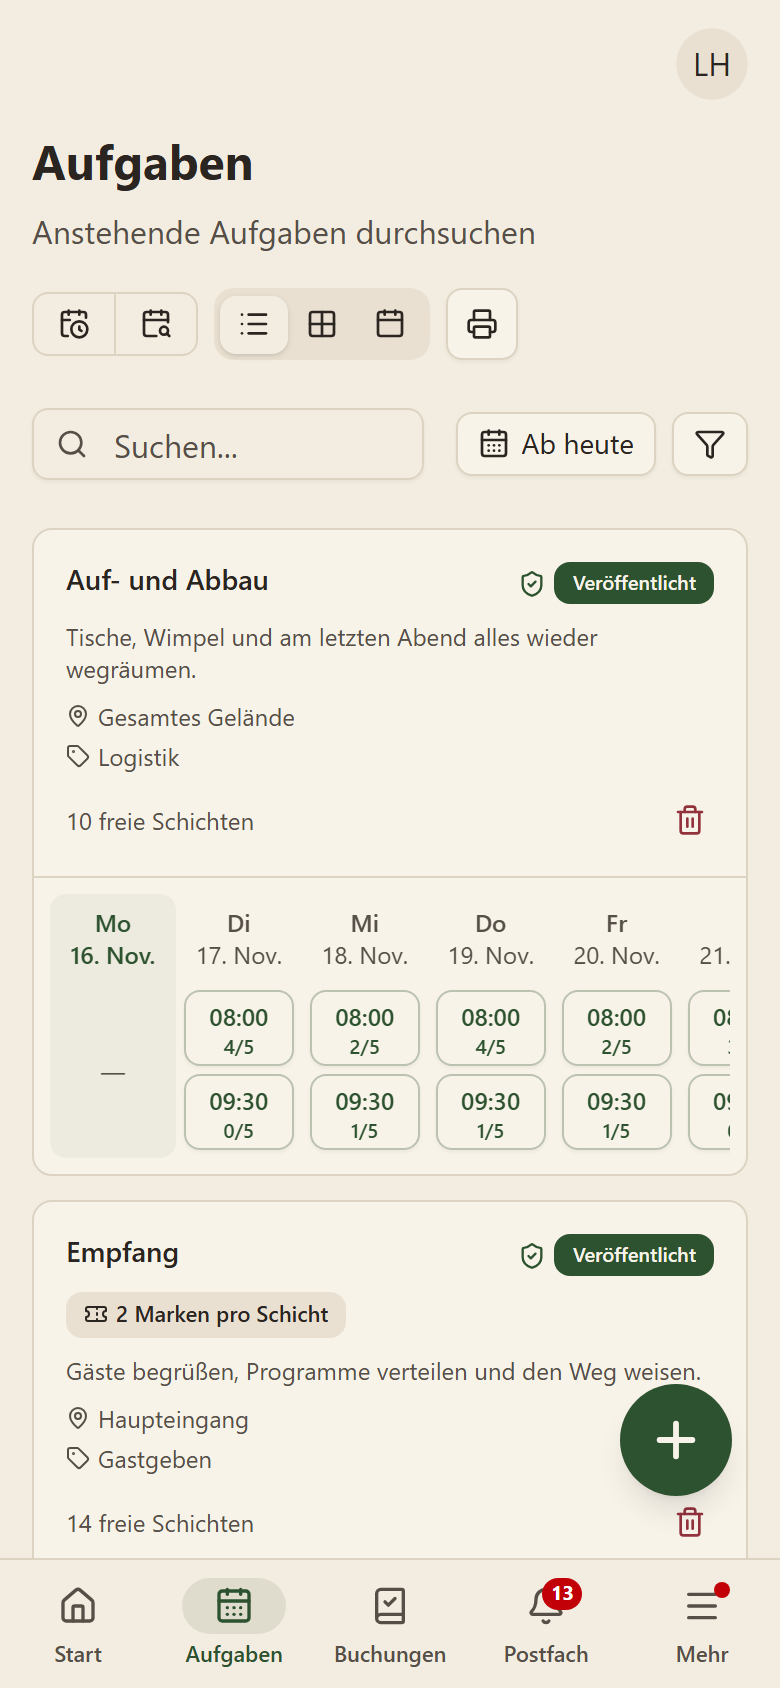 LH
Aufgaben
Anstehende Aufgaben durchsuchen
Suchen...
Ab heute
Auf- und Abbau
Veröffentlicht
Tische, Wimpel und am letzten Abend alles wieder
wegräumen.
Gesamtes Gelände
Logistik
10 freie Schichten
Mo Di Mi Do Fr
16. Nov. 17. Nov. 18. Nov. 19. Nov. 20. Nov. 21.
08:00 08:00 08:00 08:00
4/5 2/5 4/5 2/5
—
09:30 09:30 09:30 09:30
0/5 1/5 1/5 1/5
Empfang
Veröffentlicht
2 Marken pro Schicht
Gäste begrüßen, Programme verteilen und den Weg weisen.
Haupteingang
Gastgeben
14 freie Schichten
13
Start Aufgaben Buchungen Postfach Mehr